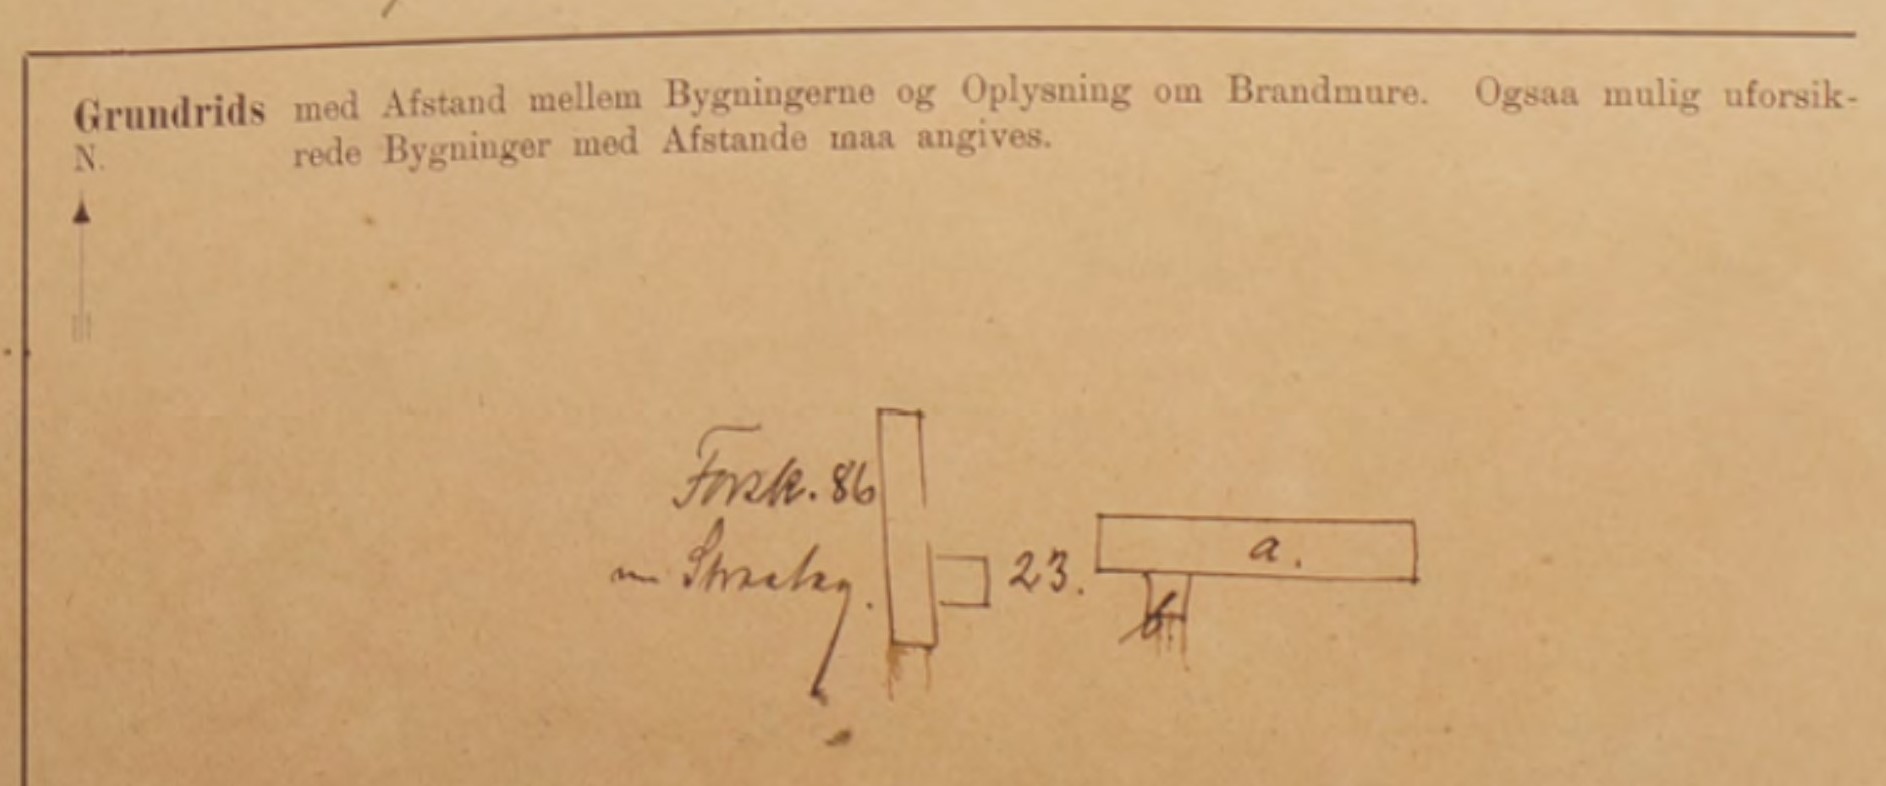 Grundrids med Afstand mellem Bygningerne og Oplysning om Brandmure. Ogsaa mulig uforsik-
N. rede Bygninger med Afstande maa angives.
Forsk. 86
m Straatag.
23.
a.
b.